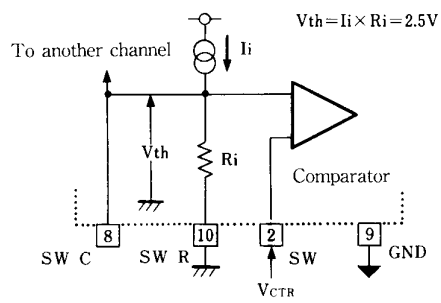 Vth=Ii×Ri=2.5V
To another channel
Ii
Vth
Ri
Comparator
8
10
2
9
SW C
SW R
SW
GND
VCTR